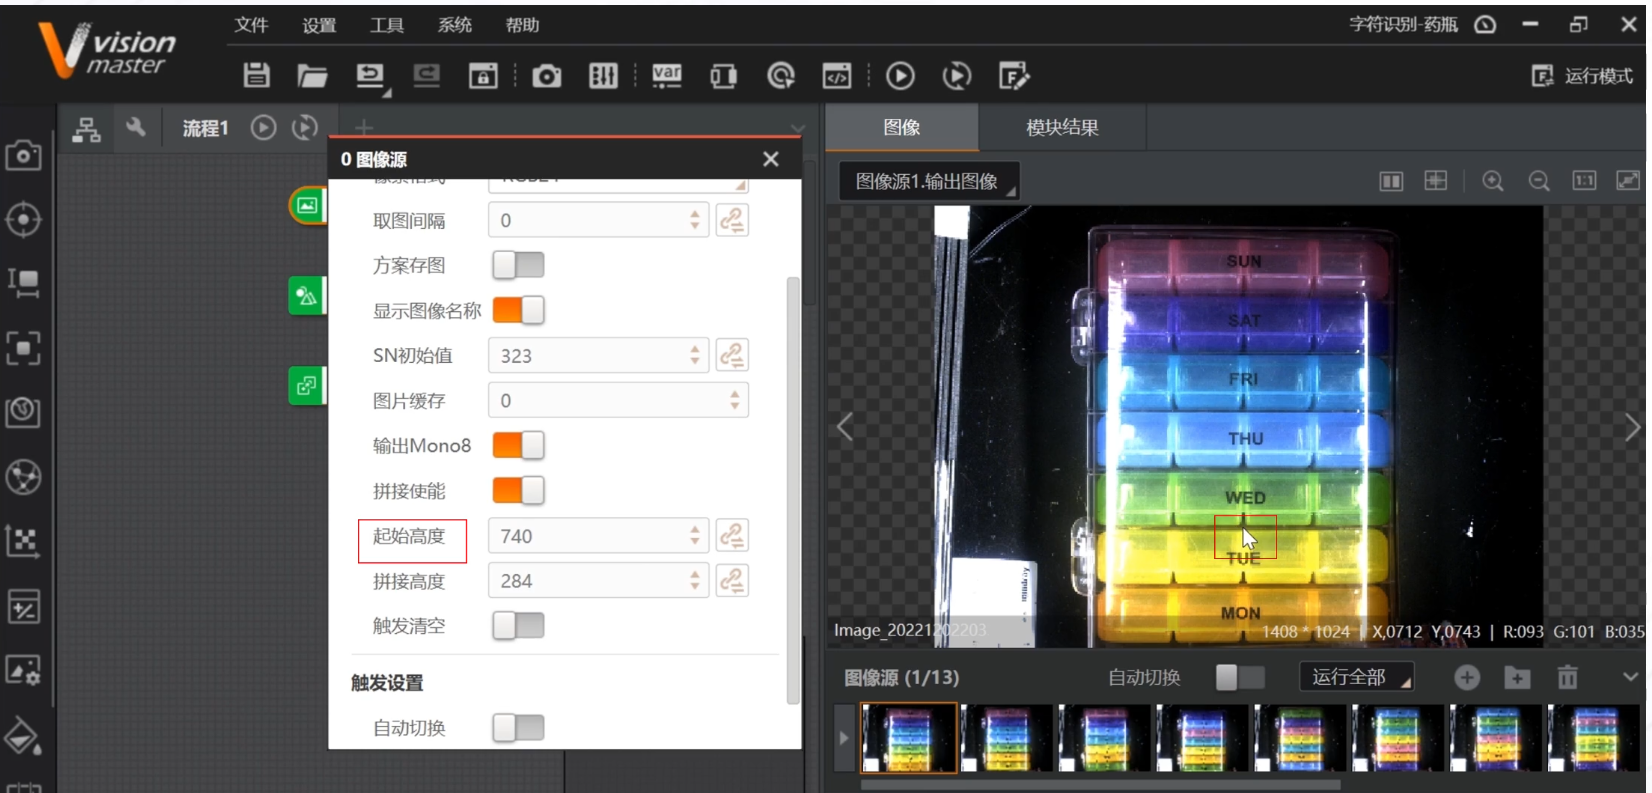 vision
master
文件 设置 工具 系统 帮助
字符识别-药瓶
var
运行模式
流程1
图像 模块结果
0 图像源
图像源1.输出图像
1:1
取图间隔 0
方案存图
显示图像名称
SN初始值 323
图片缓存 0
输出Mono8
拼接使能
起始高度 740
拼接高度 284
触发清空
触发设置
自动切换
SUN
SAT
FRI
THU
WED
TUE
MON
Image_20221202203
1408 * 1024 | X,0712 Y,0743 | R:093 G:101 B:035
图像源 (1/13) 自动切换 运行全部